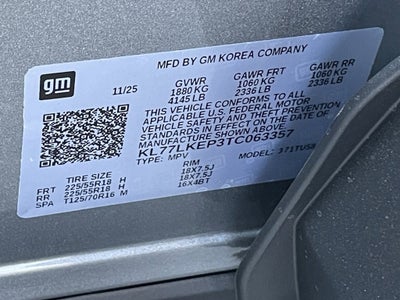 gm
MFD BY GM KOREA COMPANY
11/25 GVWR GAWR FRT GAWR RR
1880 KG 1060 KG 1060 KG
4145 LB 2336 LB 2336 LB
THIS VEHICLE CONFORMS TO ALL
APPLICABLE U.S. FEDERAL MOTOR
VEHICLE SAFETY AND THEFT PREVENTION
STANDARDS IN EFFECT ON THE DATE OF
MANUFACTURE SHOWN ABOVE.
KL77LKEP3TC063357
TYPE: MPV MODEL:
TIRE SIZE RIM
FRT 225/55R18 H 18X7.5J
RR 225/55R18 H 18X7.5J
SPA T125/70R16 M 16X4BT